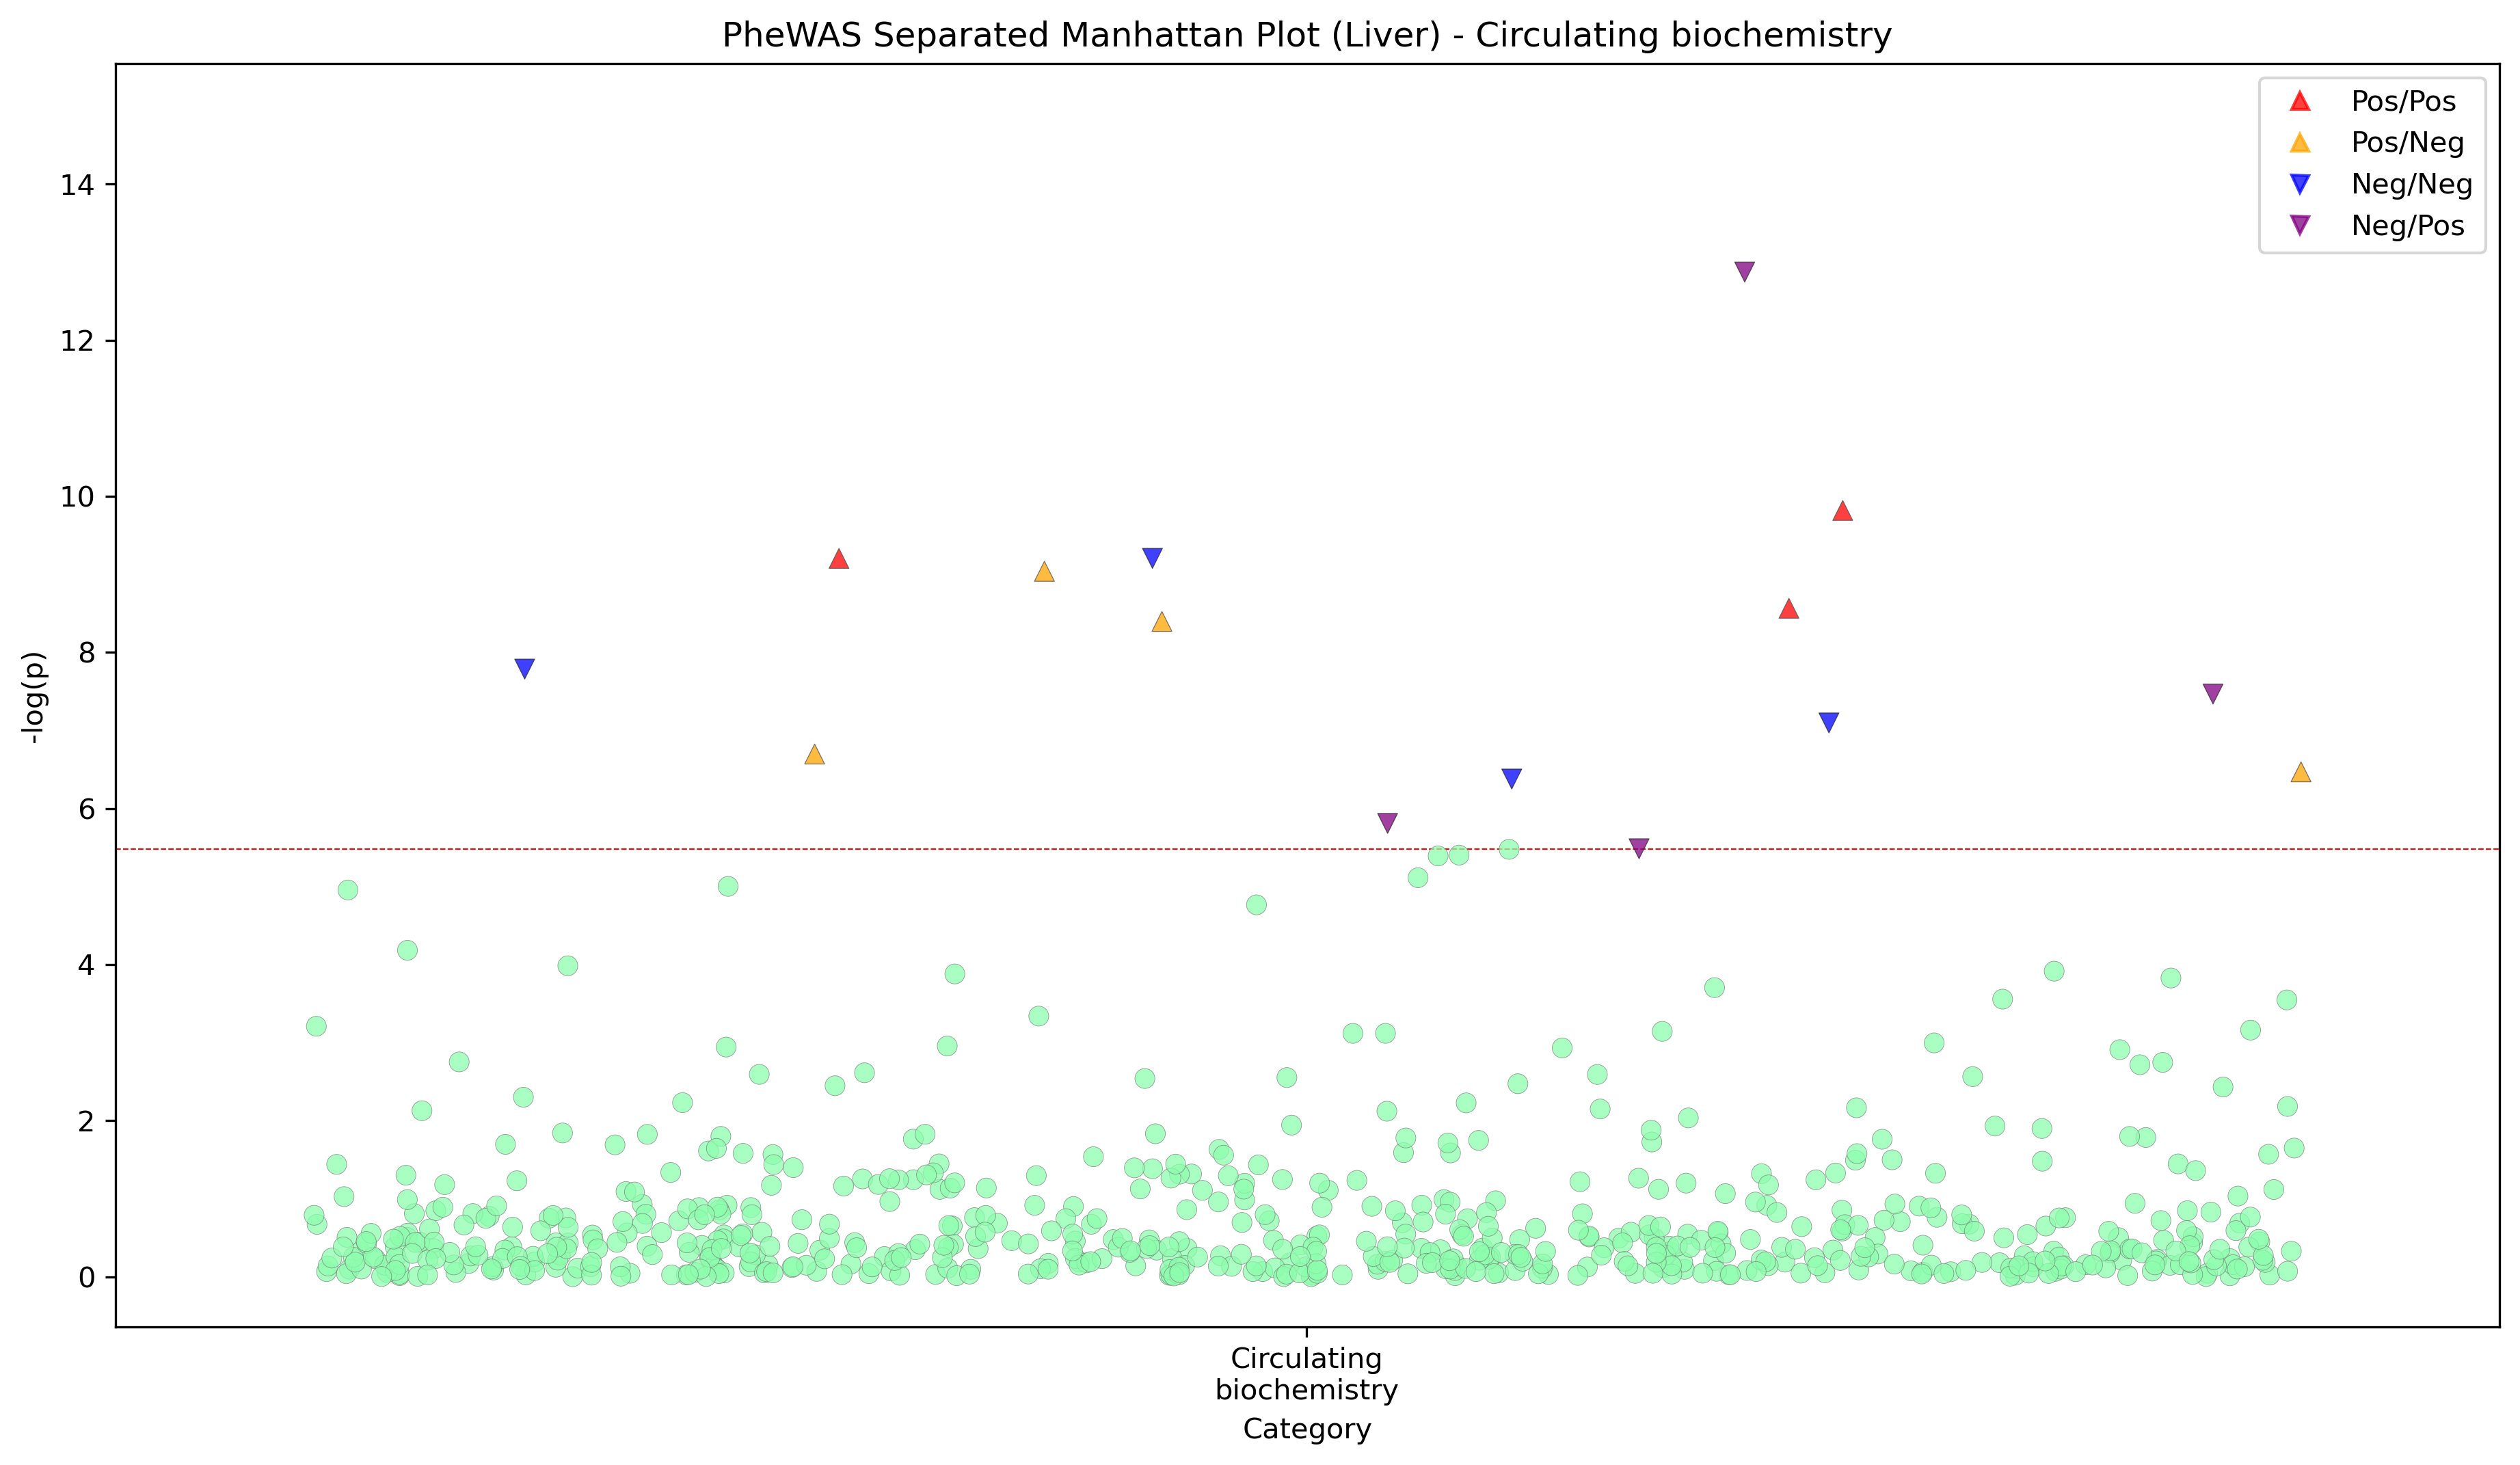 PheWAS Separated Manhattan Plot (Liver) - Circulating biochemistry
Pos/Pos
Pos/Neg
Neg/Neg
Neg/Pos
14
12
10
8
6
4
2
0
-log(p)
Circulating
biochemistry
Category